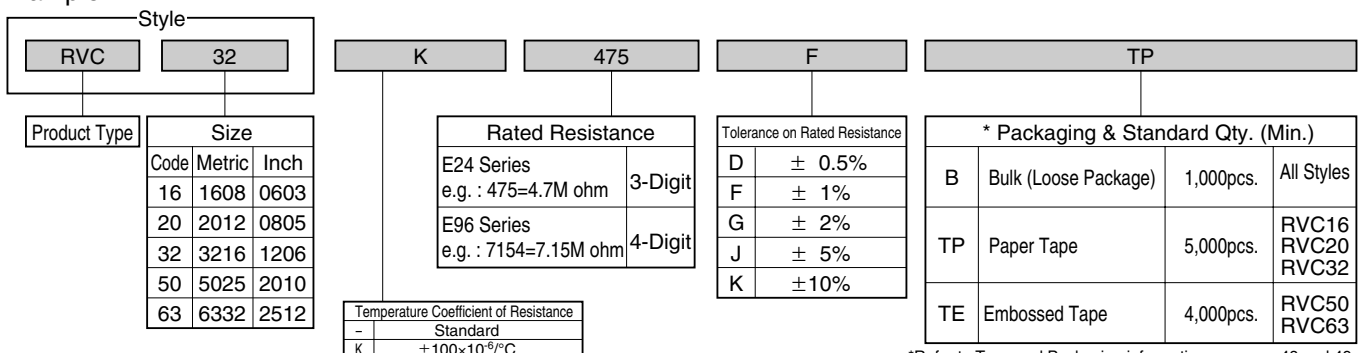 Style
RVC 32 K 475 F TP
Product Type
Size
Code Metric Inch
16 1608 0603
20 2012 0805
32 3216 1206
50 5025 2010
63 6332 2512
Temperature Coefficient of Resistance
– Standard
K ±100×10-6/°C
Rated Resistance
E24 Series
e.g. : 475=4.7M ohm
3-Digit
E96 Series
e.g. : 7154=7.15M ohm
4-Digit
Tolerance on Rated Resistance
D ± 0.5%
F ± 1%
G ± 2%
J ± 5%
K ±10%
* Packaging & Standard Qty. (Min.)
B Bulk (Loose Package) 1,000pcs. All Styles
TP Paper Tape 5,000pcs. RVC16
RVC20
RVC32
TE Embossed Tape 4,000pcs. RVC50
RVC63